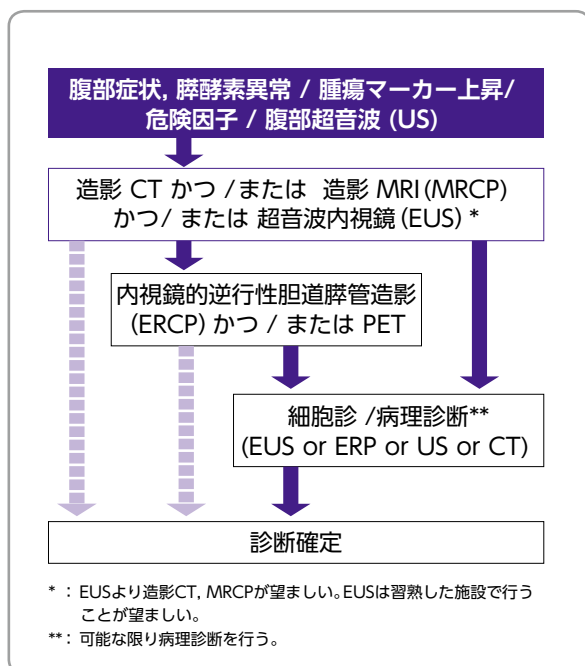 腹部症状, 膵酵素異常 / 腫瘍マーカー上昇/
危険因子 / 腹部超音波 (US)
造影 CT かつ /または 造影 MRI(MRCP)
かつ/ または 超音波内視鏡(EUS) *
内視鏡的逆行性胆道膵管造影
(ERCP) かつ / または PET
細胞診 /病理診断**
(EUS or ERP or US or CT)
診断確定
* : EUSより造影CT, MRCPが望ましい。EUSは習熟した施設で行う
ことが望ましい。
**: 可能な限り病理診断を行う。